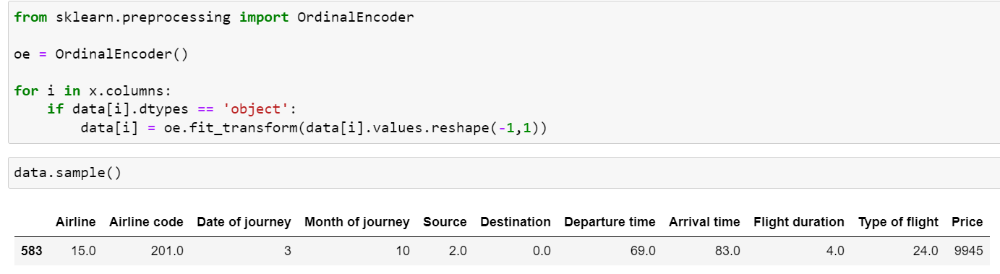 from sklearn.preprocessing import OrdinalEncoder
oe = OrdinalEncoder()
for i in x.columns:
    if data[i].dtypes == 'object':
        data[i] = oe.fit_transform(data[i].values.reshape(-1,1))
data.sample()
Airline Airline code Date of journey Month of journey Source Destination Departure time Arrival time Flight duration Type of flight Price
583 15.0 201.0 3 10 2.0 0.0 69.0 83.0 4.0 24.0 9945